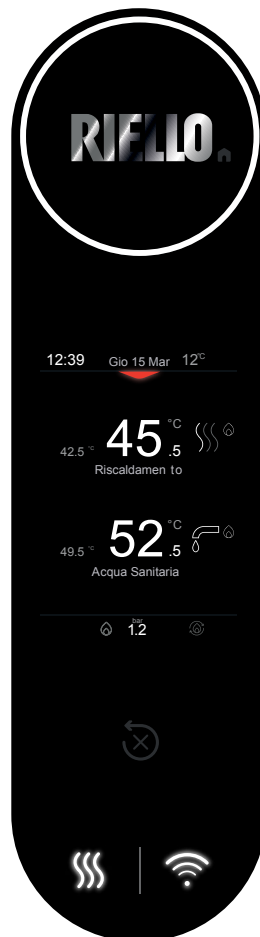 RIELLO
12:39 Gio 15 Mar 12°C
42.5 °C 45.5 °C
Riscaldamen to
49.5 °C 52.5 °C
Acqua Sanitaria
bar
1.2